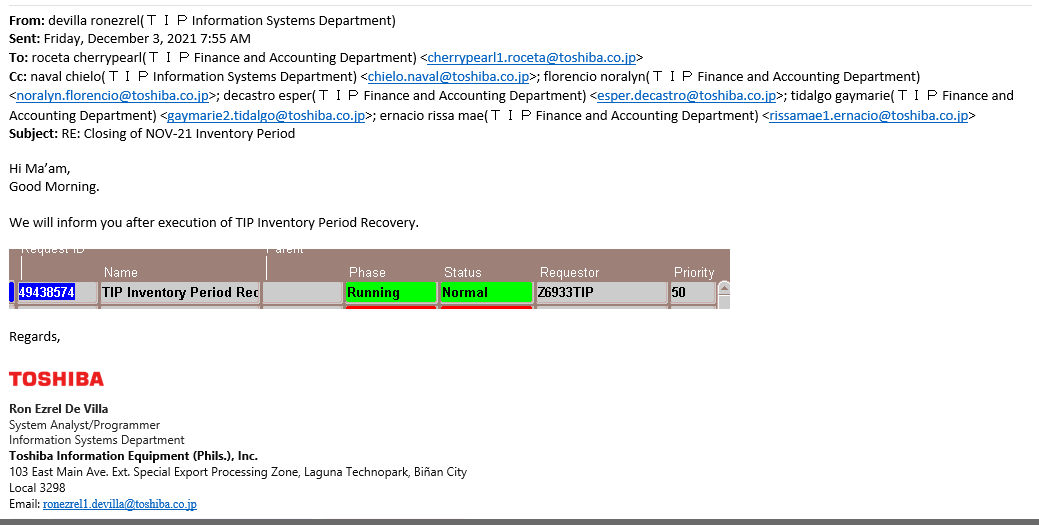 From: devilla ronezrel(ＴＩＰ Information Systems Department)
Sent: Friday, December 3, 2021 7:55 AM
To: roceta cherrypearl(ＴＩＰ Finance and Accounting Department) <cherrypearl1.roceta@toshiba.co.jp>
Cc: naval chielo(ＴＩＰ Information Systems Department) <chielo.naval@toshiba.co.jp>; florencio noralyn(ＴＩＰ Finance and Accounting Department)
<noralyn.florencio@toshiba.co.jp>; decastro esper(ＴＩＰ Finance and Accounting Department) <esper.decastro@toshiba.co.jp>; tidalgo gaymarie(ＴＩＰ Finance and
Accounting Department) <gaymarie2.tidalgo@toshiba.co.jp>; ernacio rissa mae(ＴＩＰ Finance and Accounting Department) <rissamae1.ernacio@toshiba.co.jp>
Subject: RE: Closing of NOV-21 Inventory Period
Hi Ma’am,
Good Morning.
We will inform you after execution of TIP Inventory Period Recovery.
Request ID Parent
Name Phase Status Requestor Priority
49438574 TIP Inventory Period Rec Running Normal Z6933TIP 50
Regards,
TOSHIBA
Ron Ezrel De Villa
System Analyst/Programmer
Information Systems Department
Toshiba Information Equipment (Phils.), Inc.
103 East Main Ave. Ext. Special Export Processing Zone, Laguna Technopark, Biñan City
Local 3298
Email: ronezrel1.devilla@toshiba.co.jp